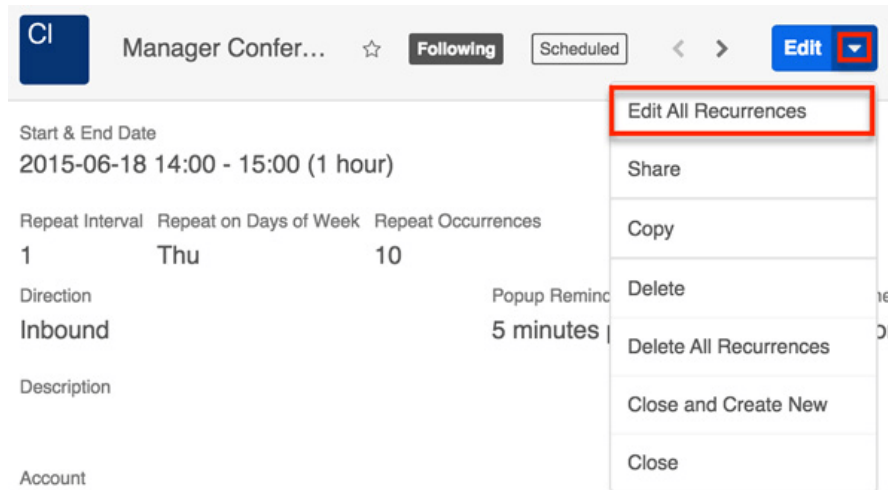 Cl
Manager Confer...
Following
Scheduled
Edit
Edit All Recurrences
Start & End Date
2015-06-18 14:00 - 15:00 (1 hour)
Share
Repeat Interval Repeat on Days of Week Repeat Occurrences
Copy
1 Thu 10
Direction
Popup Remind
Delete
Inbound
5 minutes
Delete All Recurrences
Description
Close and Create New
Close
Account